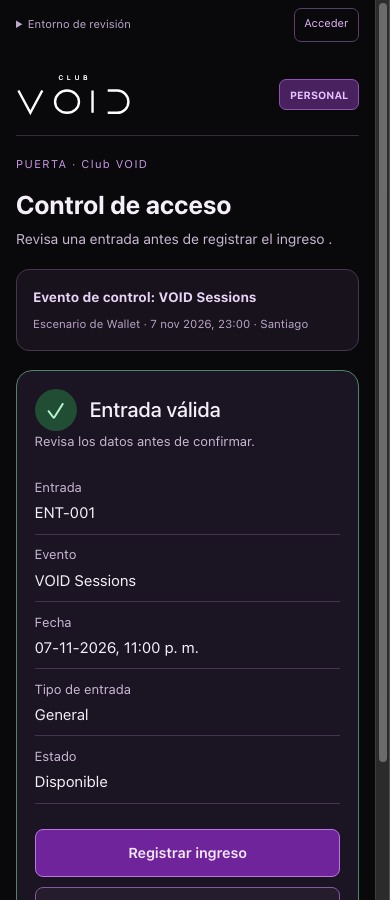 ▶ Entorno de revisión
Acceder
CLUB
VOID
PERSONAL
PUERTA · Club VOID
Control de acceso
Revisa una entrada antes de registrar el ingreso .
Evento de control: VOID Sessions
Escenario de Wallet · 7 nov 2026, 23:00 · Santiago
Entrada válida
Revisa los datos antes de confirmar.
Entrada
ENT-001
Evento
VOID Sessions
Fecha
07-11-2026, 11:00 p. m.
Tipo de entrada
General
Estado
Disponible
Registrar ingreso